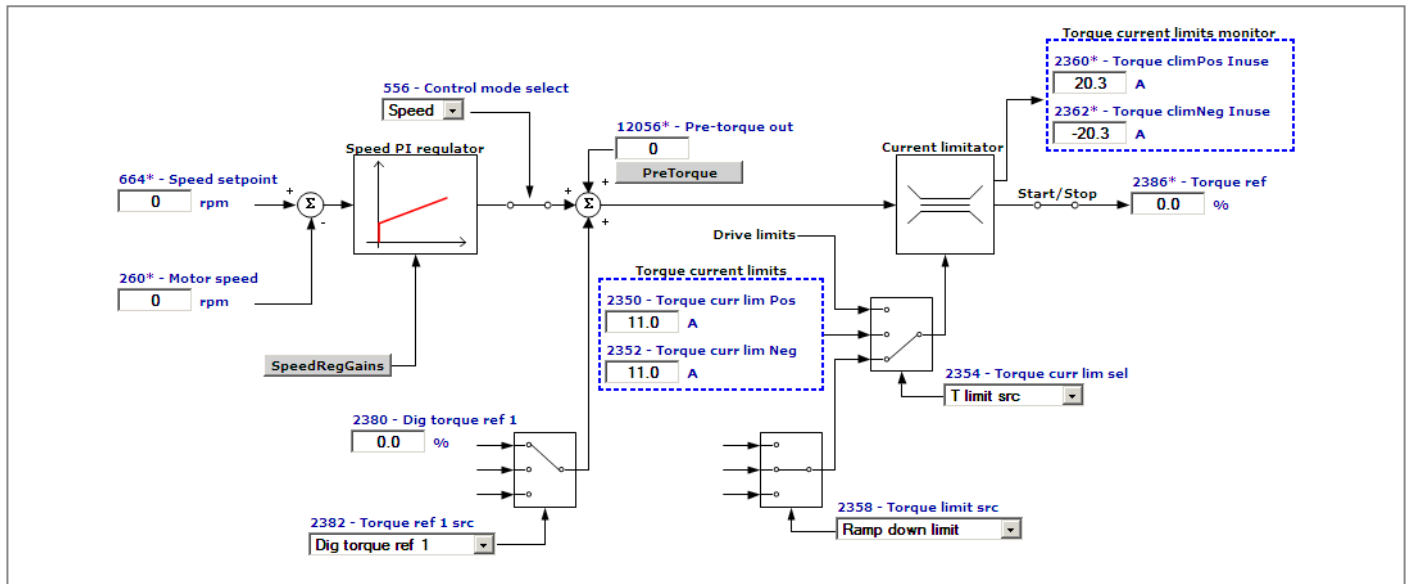 Torque current limits monitor
2360* - Torque climPos Inuse
20.3 A
2362* - Torque climNeg Inuse
-20.3 A
556 - Control mode select
Speed
12056* - Pre-torque out
0
PreTorque
Speed PI regulator
Current limitator
664* - Speed setpoint
0 rpm
+
-
Σ
+
+
+
Σ
Start/Stop
2386* - Torque ref
0.0 %
Drive limits
260* - Motor speed
0 rpm
Torque current limits
2350 - Torque curr lim Pos
11.0 A
2352 - Torque curr lim Neg
11.0 A
SpeedRegGains
2354 - Torque curr lim sel
T limit src
2380 - Dig torque ref 1
0.0 %
2358 - Torque limit src
Ramp down limit
2382 - Torque ref 1 src
Dig torque ref 1